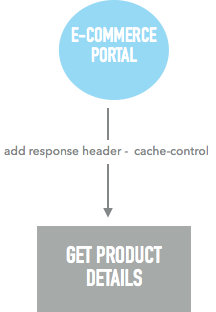 E-COMMERCE
PORTAL
add response header - cache-control
GET PRODUCT
DETAILS